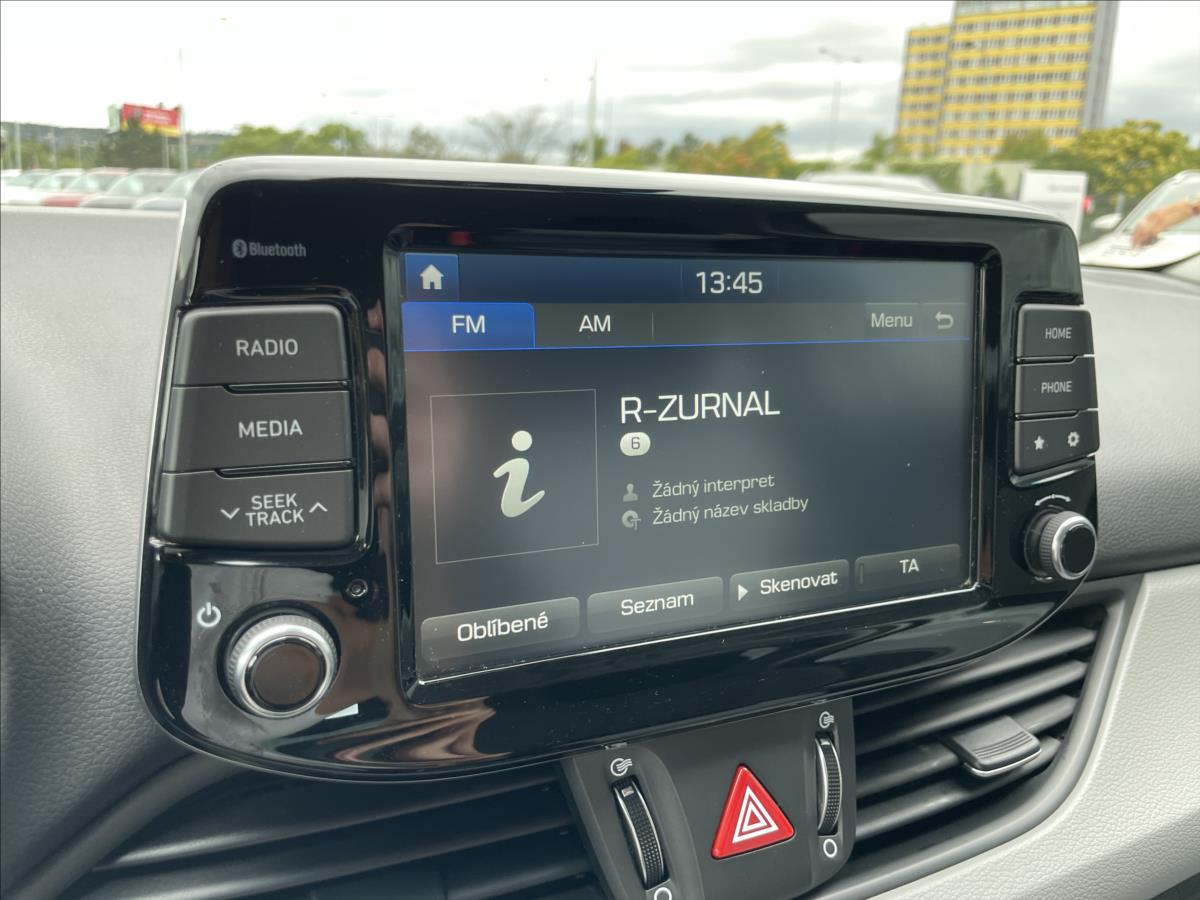 Bluetooth
13:45
FM
AM
Menu
RADIO
MEDIA
SEEK
TRACK
R-ZURNAL
6
Žádný interpret
Žádný název skladby
Oblíbené
Seznam
Skenovat
TA
HOME
PHONE